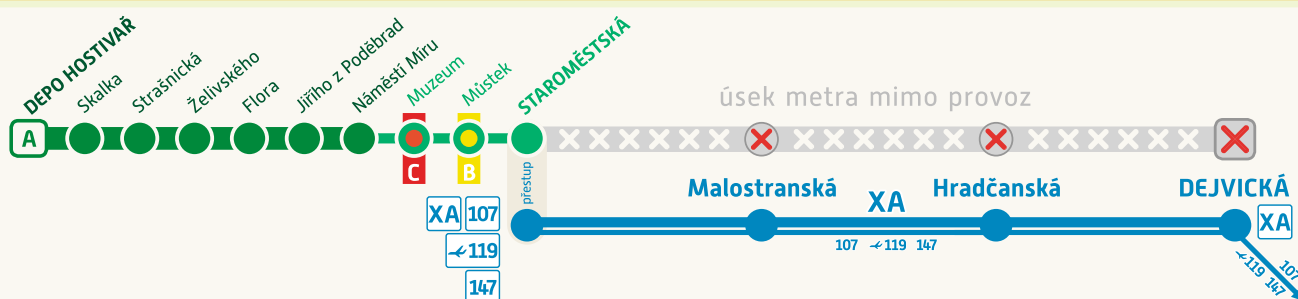 DEPO HOSTIVAŘ
Skalka
Strašnická
Želivského
Flora
Jiřího z Poděbrad
Náměstí Míru
Muzeum
Můstek
STAROMĚSTSKÁ
úsek metra mimo provoz
A
C
B
přestup
Malostranská
XA
Hradčanská
DEJVICKÁ
XA
XA 107
119
147
107 119 147
107
119 147